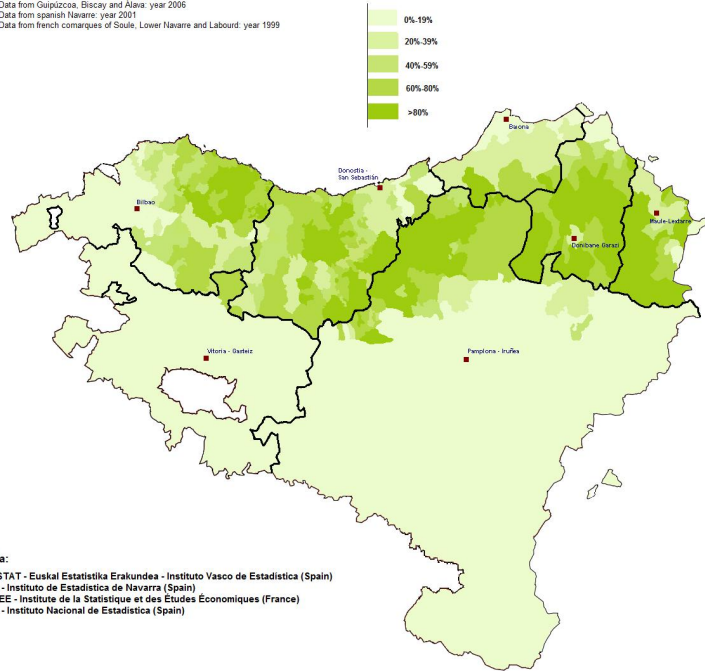 Data from Guipúzcoa, Biscay and Álava: year 2006
Data from spanish Navarre: year 2001
Data from french comarques of Soule, Lower Navarre and Labourd: year 1999
0%-19%
20%-39%
40%-59%
60%-80%
>80%
Baiona
Donostia -
San Sebastián
Bilbao
Maule-Lextarre
Donibane Garazi
Vitoria - Gasteiz
Pamplona - Iruñea
a:
STAT - Euskal Estatistika Erakundea - Instituto Vasco de Estadística (Spain)
- Instituto de Estadística de Navarra (Spain)
EE - Institute de la Statistique et des Études Économiques (France)
- Instituto Nacional de Estadística (Spain)